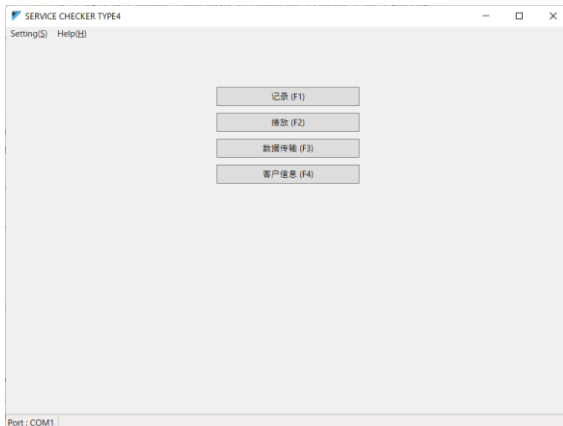 SERVICE CHECKER TYPE4
Setting(S) Help(H)
记录 (F1)
播放 (F2)
数据传输 (F3)
客户信息 (F4)
Port : COM1